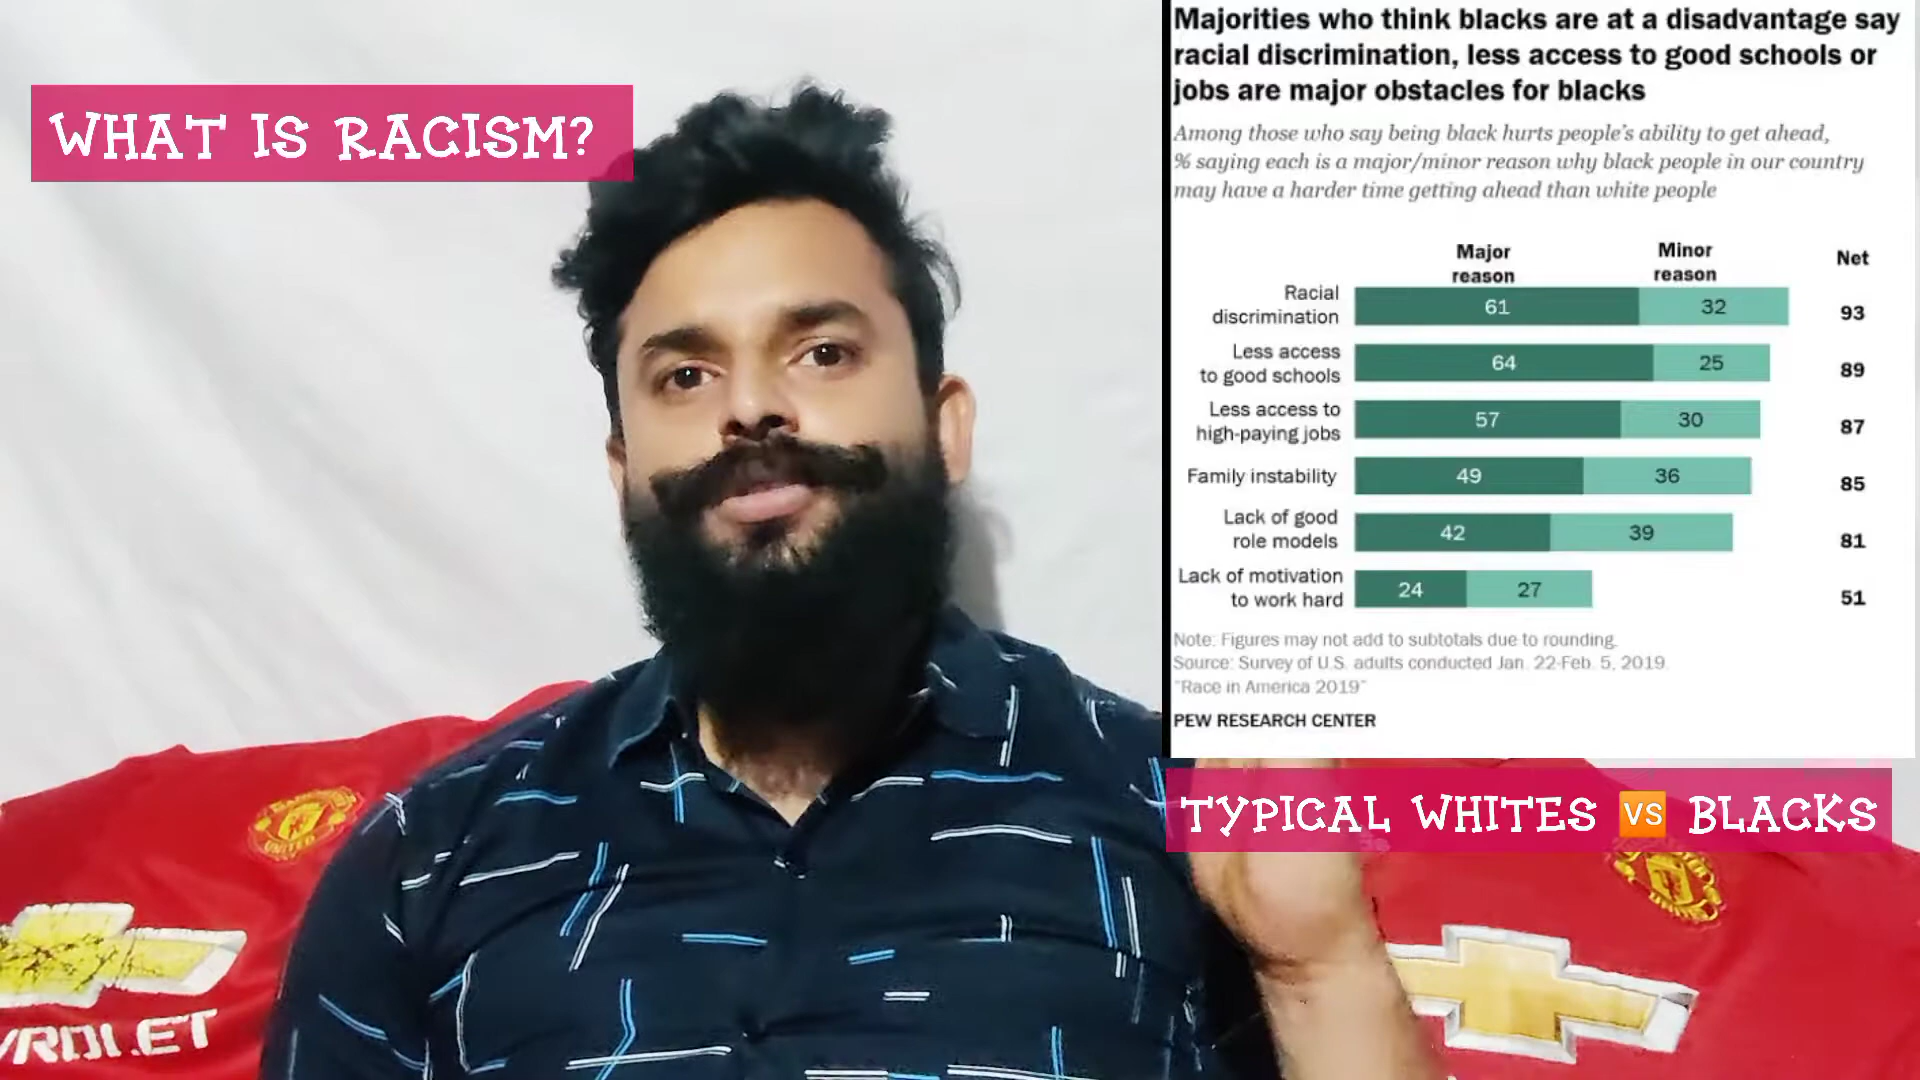 WHAT IS RACISM?
Majorities who think blacks are at a disadvantage say
racial discrimination, less access to good schools or
jobs are major obstacles for blacks
Among those who say being black hurts people's ability to get ahead,
% saying each is a major/minor reason why black people in our country
may have a harder time getting ahead than white people
Major reason Minor reason Net
Racial discrimination 61 32 93
Less access to good schools 64 25 89
Less access to high-paying jobs 57 30 87
Family instability 49 36 85
Lack of good role models 42 39 81
Lack of motivation to work hard 24 27 51
Note: Figures may not add to subtotals due to rounding.
Source: Survey of U.S. adults conducted Jan. 22-Feb. 5, 2019.
"Race in America 2019"
PEW RESEARCH CENTER
TYPICAL WHITES VS BLACKS
UNITED
VROLET